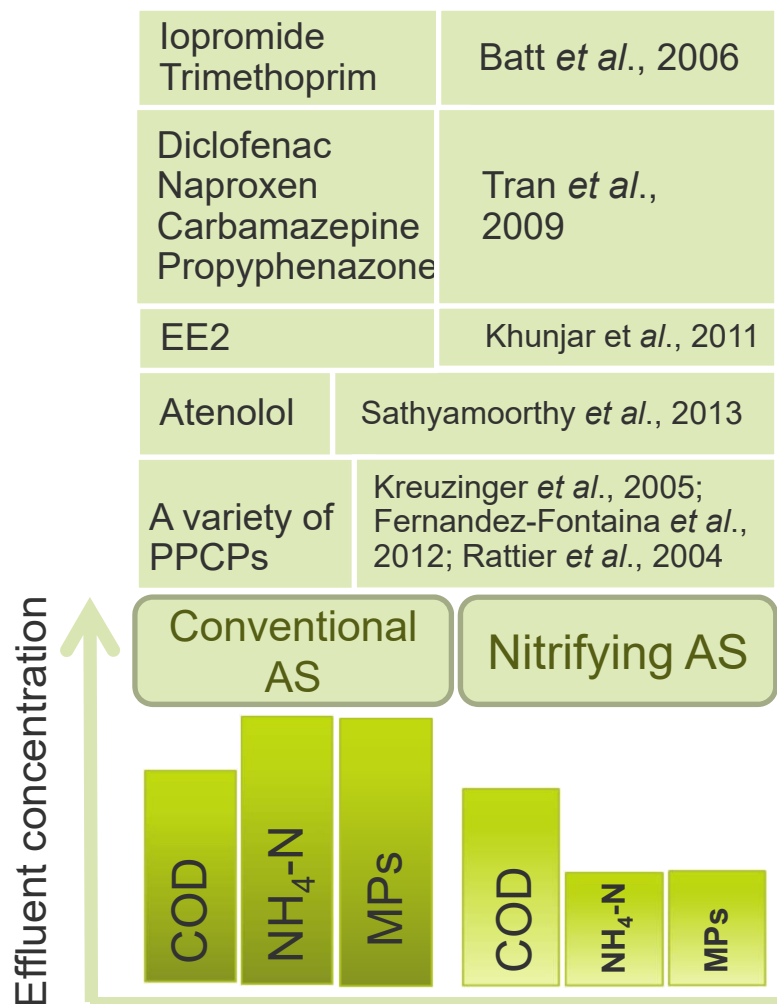 Iopromide
Trimethoprim
Batt et al., 2006
Diclofenac
Naproxen
Carbamazepine
Propyphenazone
Tran et al.,
2009
EE2
Khunjar et al., 2011
Atenolol
Sathyamoorthy et al., 2013
A variety of
PPCPs
Kreuzinger et al., 2005;
Fernandez-Fontaina et al.,
2012; Rattier et al., 2004
Conventional
AS
Nitrifying AS
Effluent concentration
COD
NH₄-N
MPs
COD
NH₄-N
MPs